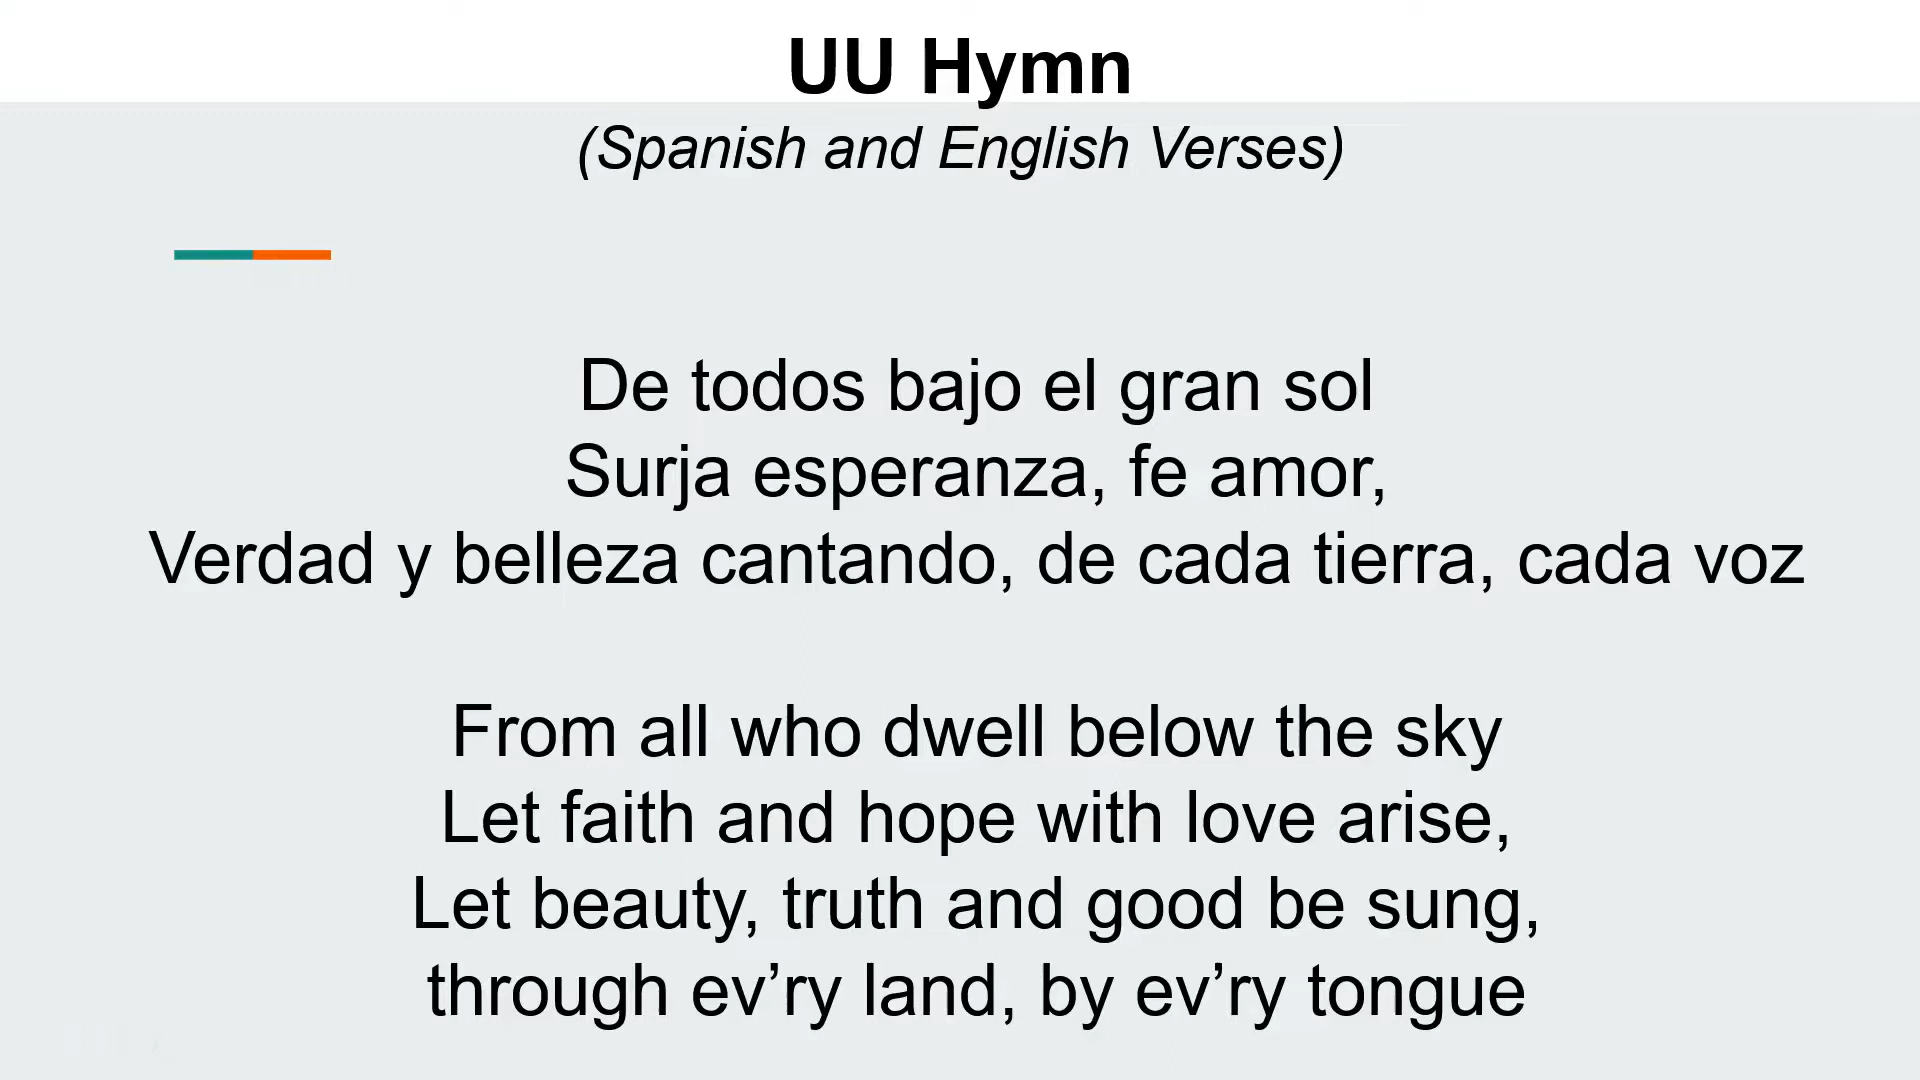 UU Hymn
(Spanish and English Verses)
De todos bajo el gran sol
Surja esperanza, fe amor,
Verdad y belleza cantando, de cada tierra, cada voz
From all who dwell below the sky
Let faith and hope with love arise,
Let beauty, truth and good be sung,
through ev’ry land, by ev’ry tongue